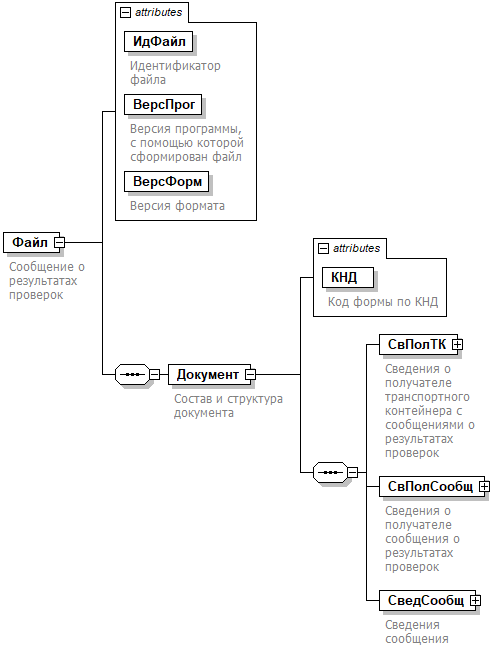 attributes
ИдФайл
Идентификатор
файла
ВерсПрог
Версия программы,
с помощью которой
сформирован файл
ВерсФорм
Версия формата
Файл
Сообщение о
результатах
проверок
attributes
КНД
Код формы по КНД
Документ
Состав и структура
документа
СвПолТК
Сведения о
получателе
транспортного
контейнера с
сообщениями о
результатах
проверок
СвПолСообщ
Сведения о
получателе
сообщения о
результатах
проверок
СведСообщ
Сведения
сообщения